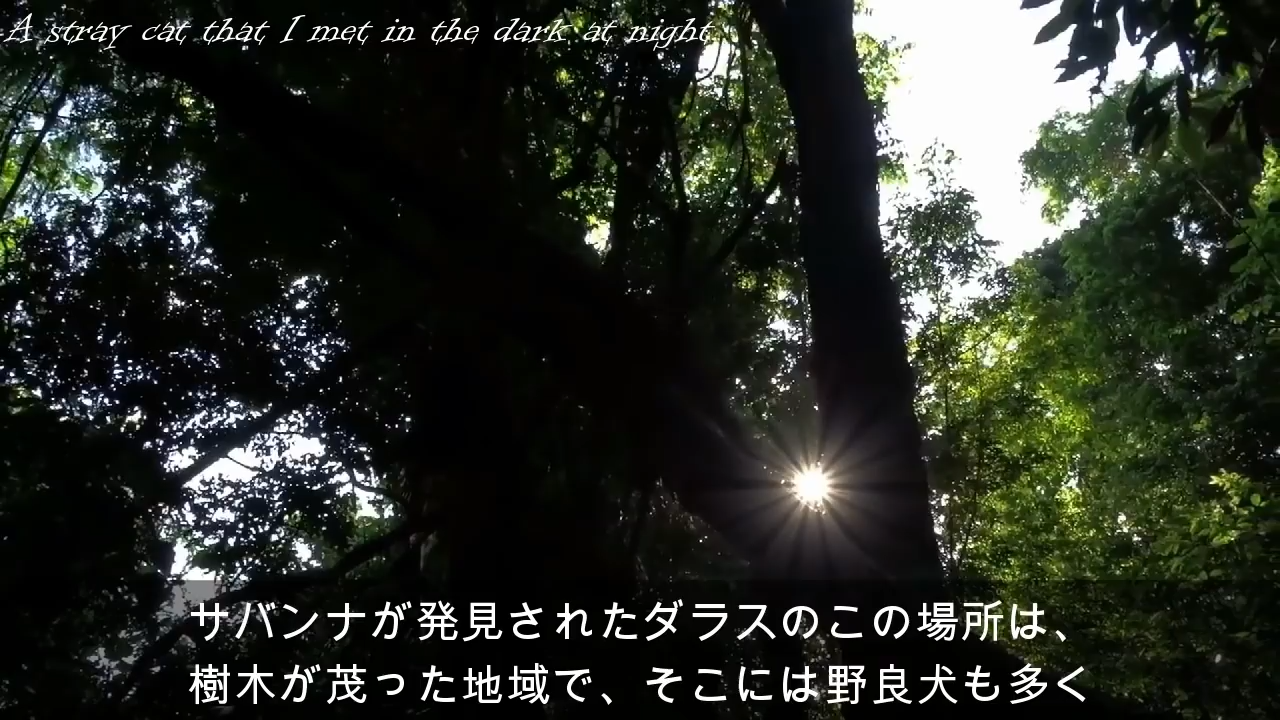 A stray cat that I met in the dark at night
サバンナが発見されたダラスのこの場所は、
樹木が茂った地域で、そこには野良犬も多く